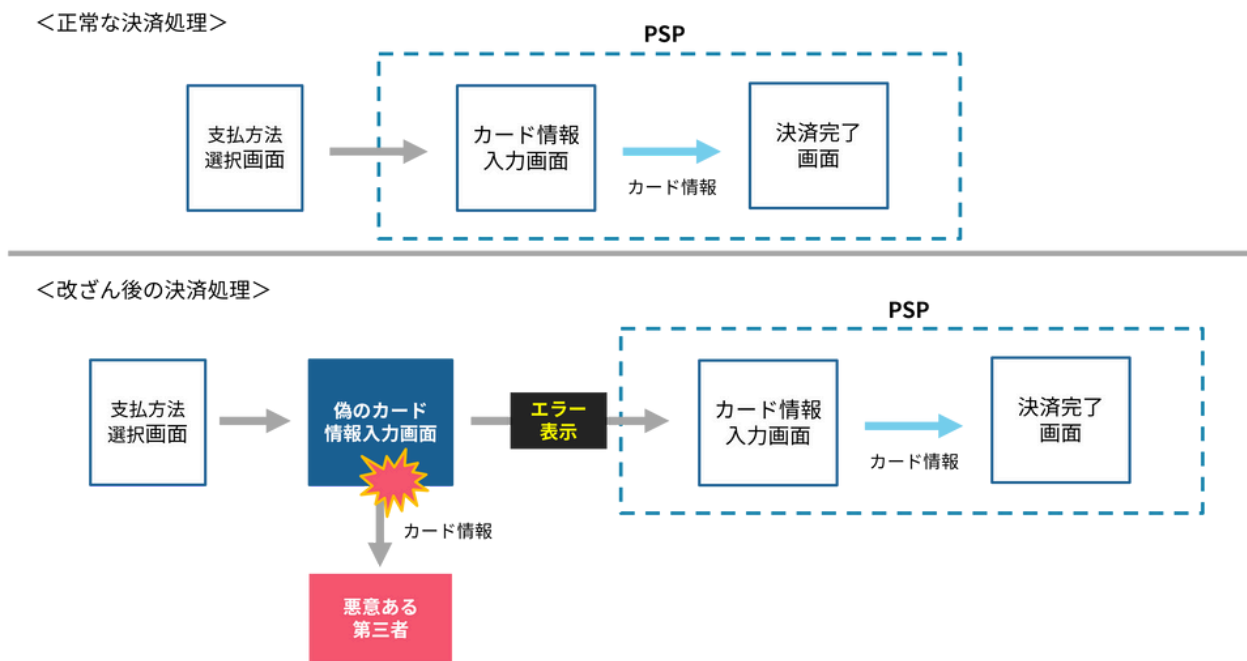 ＜正常な決済処理＞
PSP
支払方法
選択画面
カード情報
入力画面
カード情報
決済完了
画面
＜改ざん後の決済処理＞
PSP
支払方法
選択画面
偽のカード
情報入力画面
エラー
表示
カード情報
入力画面
カード情報
決済完了
画面
カード情報
悪意ある
第三者